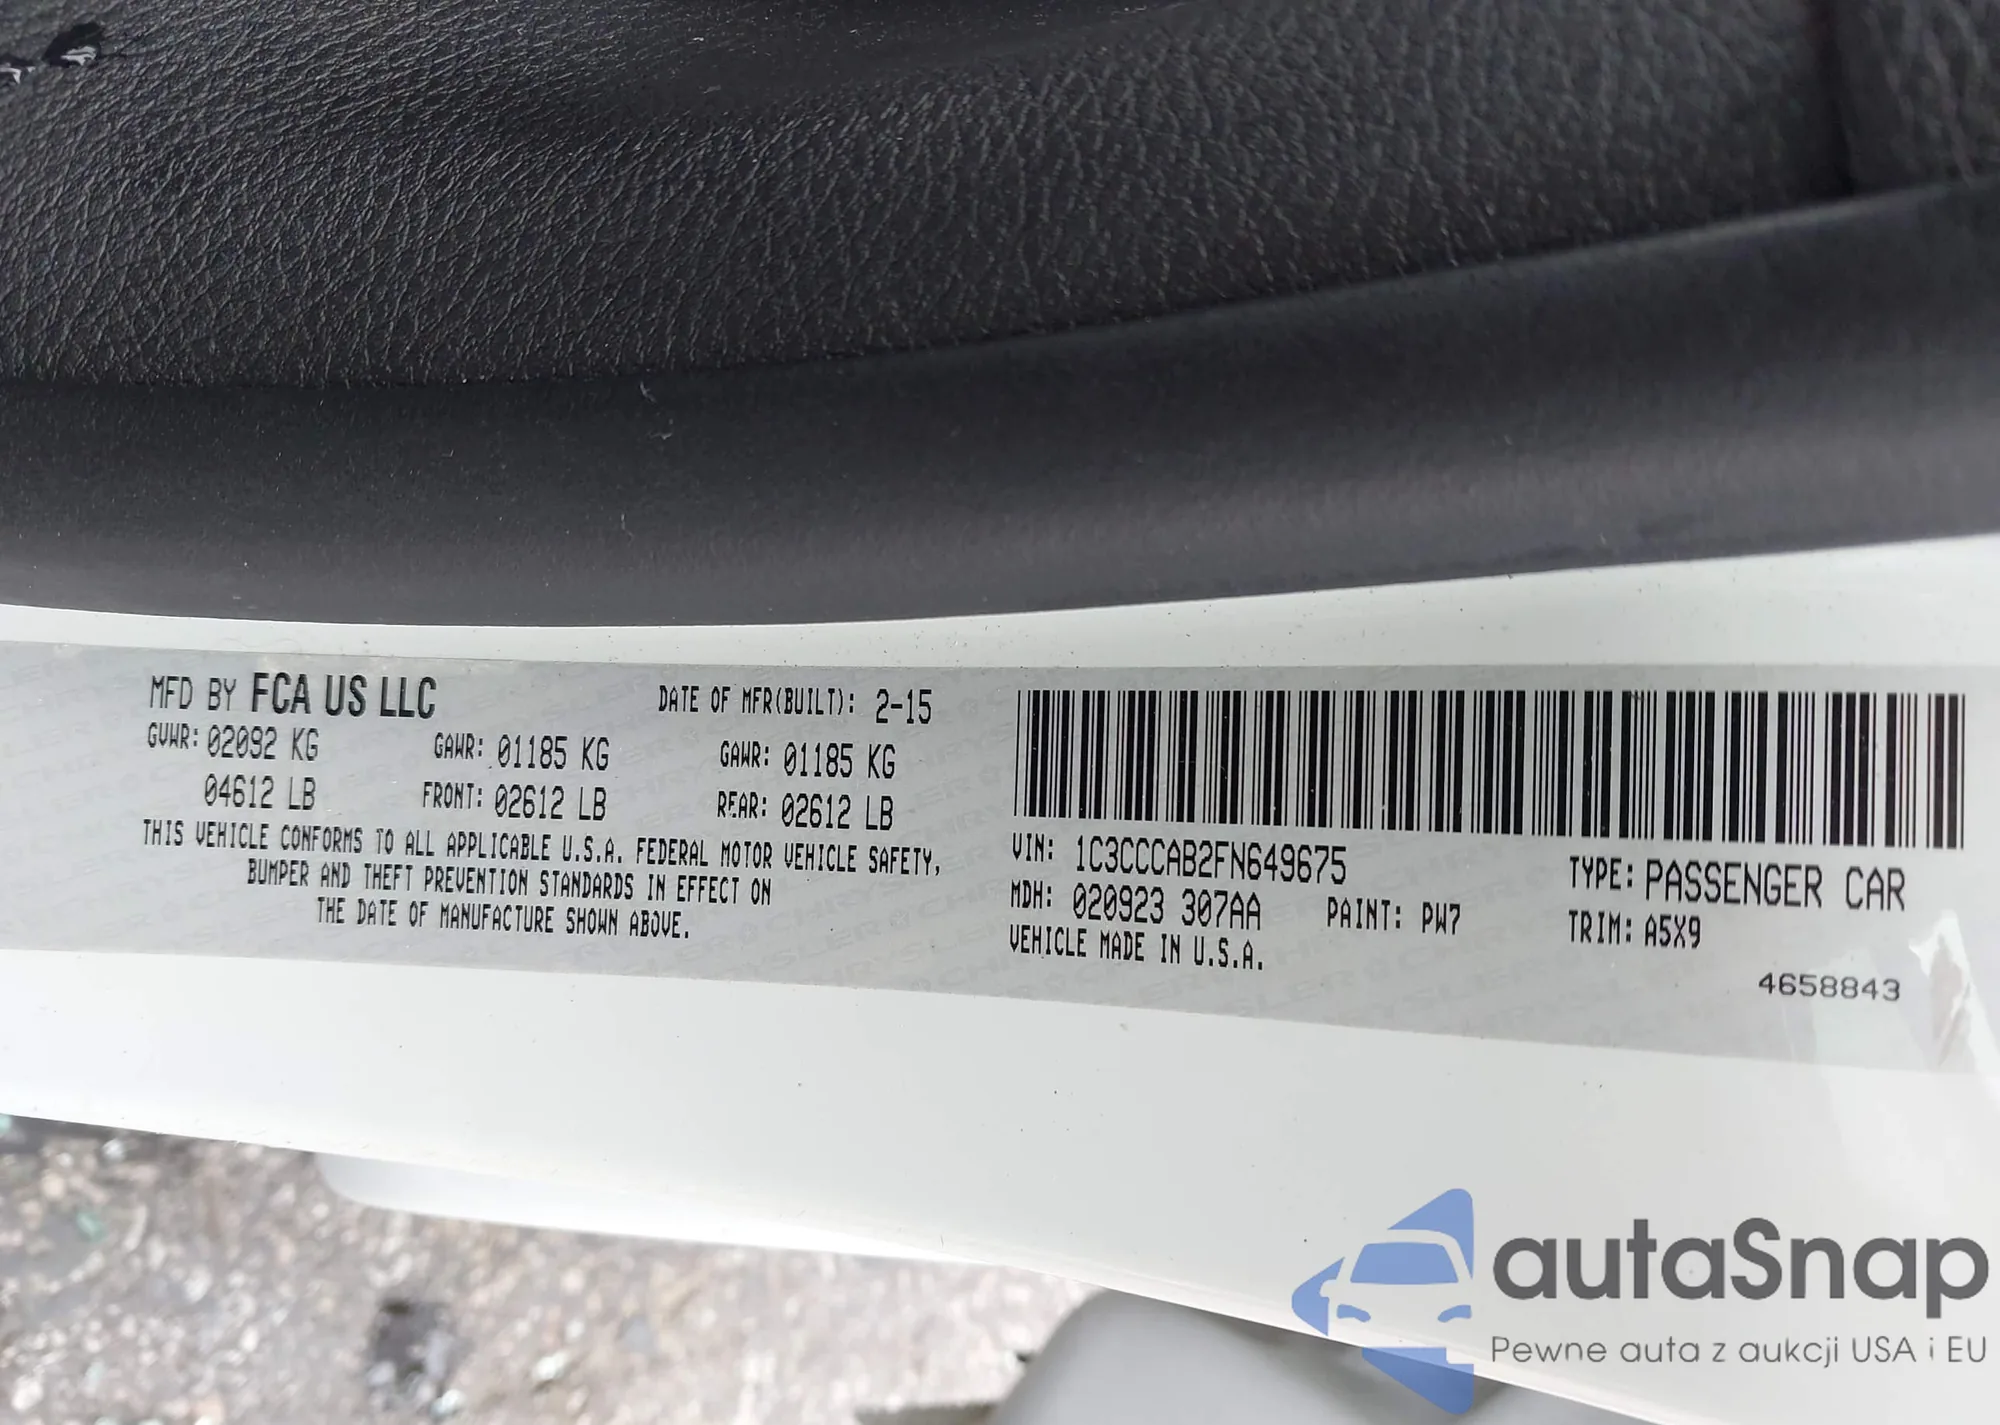 MFD BY FCA US LLC DATE OF MFR(BUILT): 2-15
GVWR: 02092 KG GAWR: 01185 KG GAWR: 01185 KG
04612 LB FRONT: 02612 LB REAR: 02612 LB
THIS VEHICLE CONFORMS TO ALL APPLICABLE U.S.A. FEDERAL MOTOR VEHICLE SAFETY,
BUMPER AND THEFT PREVENTION STANDARDS IN EFFECT ON
THE DATE OF MANUFACTURE SHOWN ABOVE.
VIN: 1C3CCCAB2FN649675 TYPE: PASSENGER CAR
MDH: 020923 307AA PAINT: PW7 TRIM: A5X9
VEHICLE MADE IN U.S.A.
4658843
autaSnap
Pewne auta z aukcji USA i EU